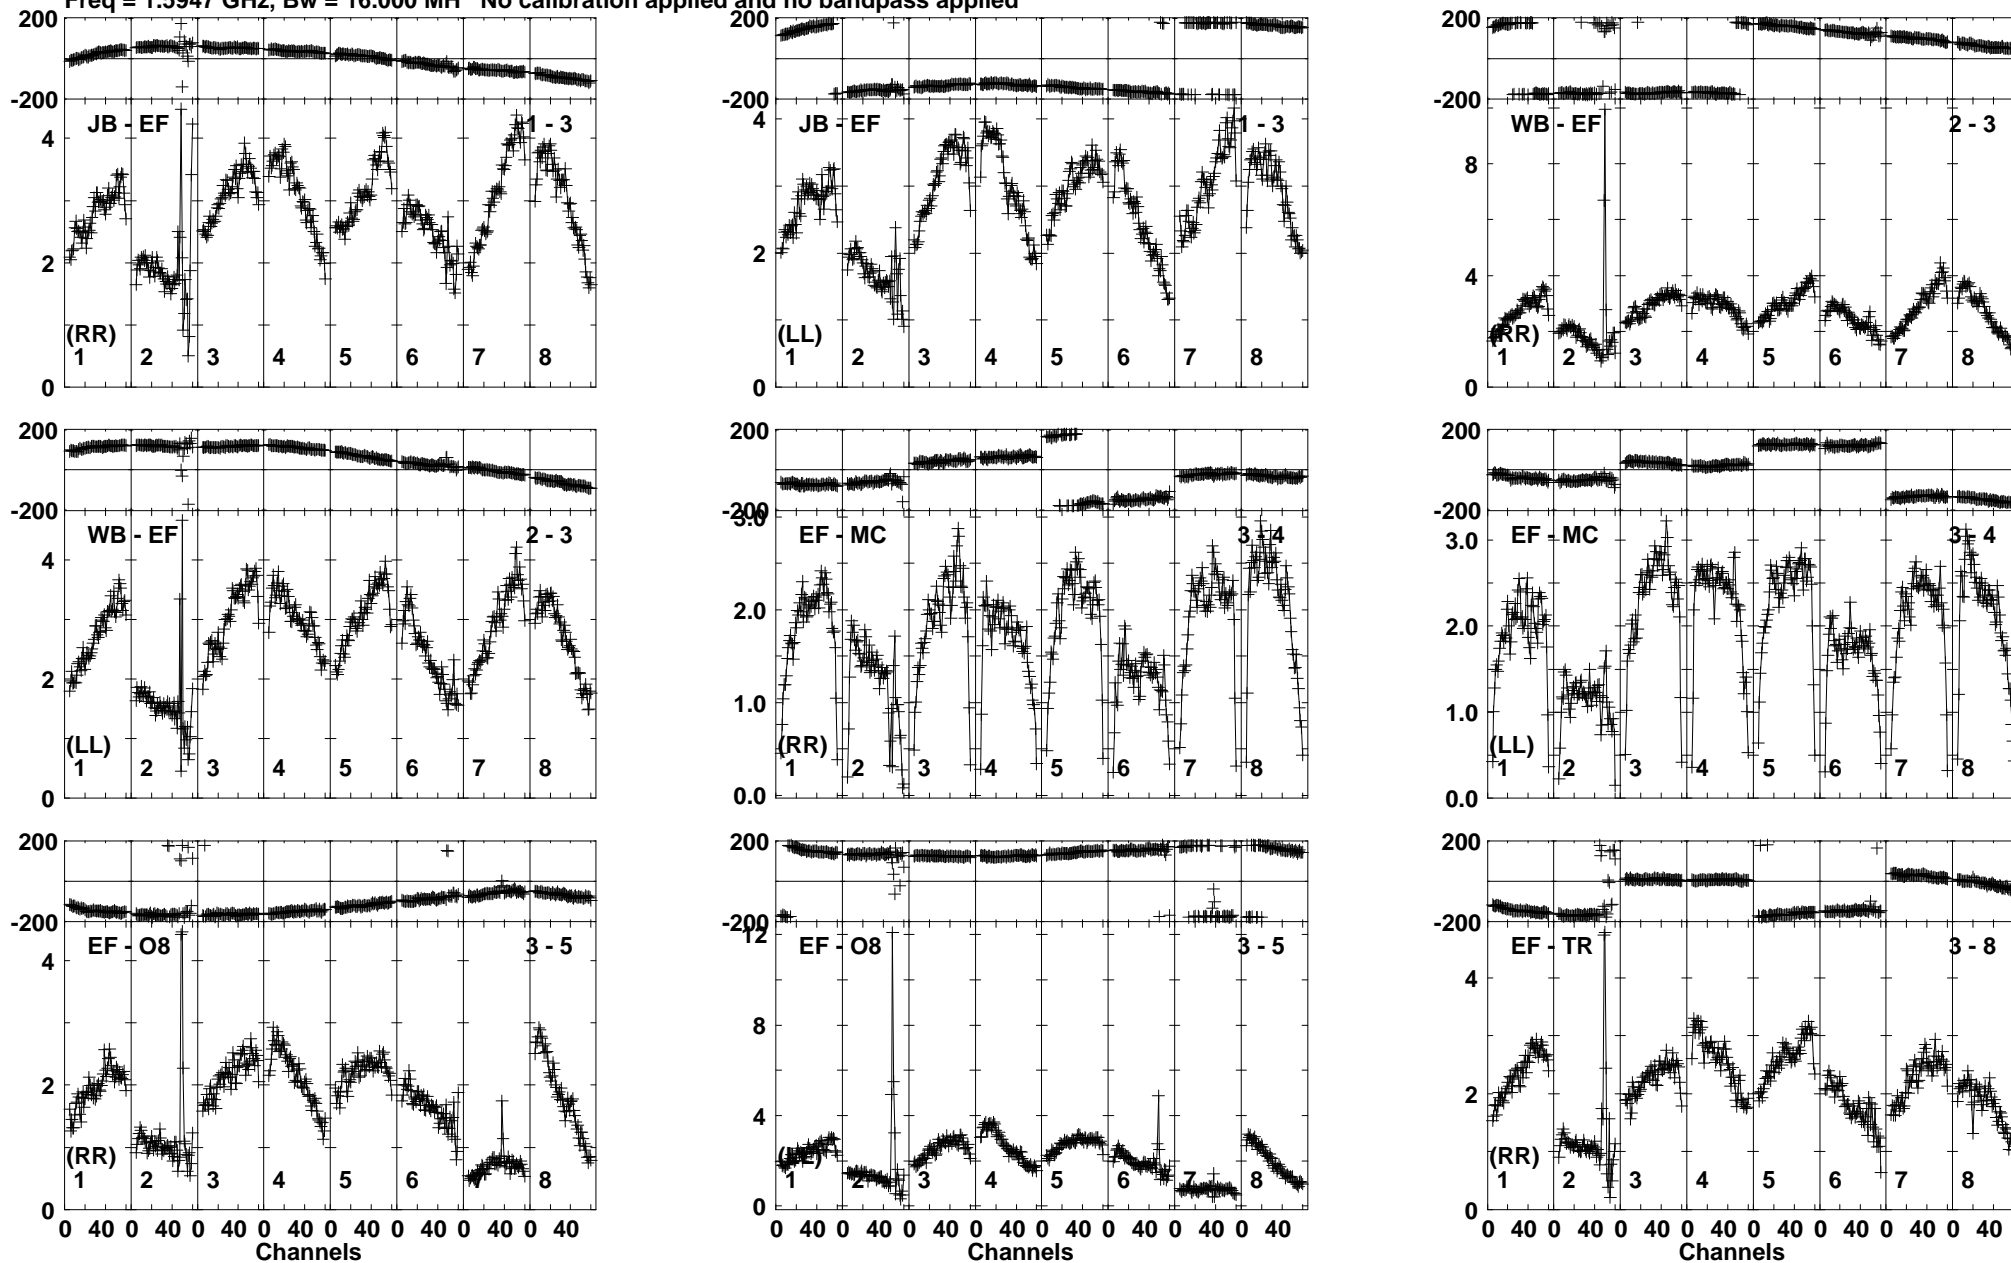 Freq = 1.5947 GHz, Bw = 16.000 MH   No calibration applied and no bandpass applied
200 200 200
-200 -200 -200
JB - EF 1 - 3 JB - EF 1 - 3 WB - EF 2 - 3
4 4 8
2 2 4
(RR) (LL) (RR)
1 2 3 4 5 6 7 8 1 2 3 4 5 6 7 8 1 2 3 4 5 6 7 8
0 0 0
200 200 200
-200 -200 -200
WB - EF 2 - 3 EF - MC 3 - 4 EF - MC 3 - 4
4 3.0 3.0
2 2.0 2.0
1.0 1.0
(LL) (RR) (LL)
1 2 3 4 5 6 7 8 1 2 3 4 5 6 7 8 1 2 3 4 5 6 7 8
0 0.0 0.0
200 200 200
-200 -200 -200
EF - O8 3 - 5 EF - O8 3 - 5 EF - TR 3 - 8
4 12 4
8
2 4 2
(RR) (LL) (RR)
1 2 3 4 5 6 7 8 1 2 3 4 5 6 7 8 1 2 3 4 5 6 7 8
0 0 0
0 40 0 40 0 40 0 40 0 40 0 40 0 40 0 40 0 40 0 40 0 40 0 40 0 40 0 40 0 40 0 40 0 40 0 40 0 40 0 40 0 40 0 40 0 40 0 40
Channels Channels Channels